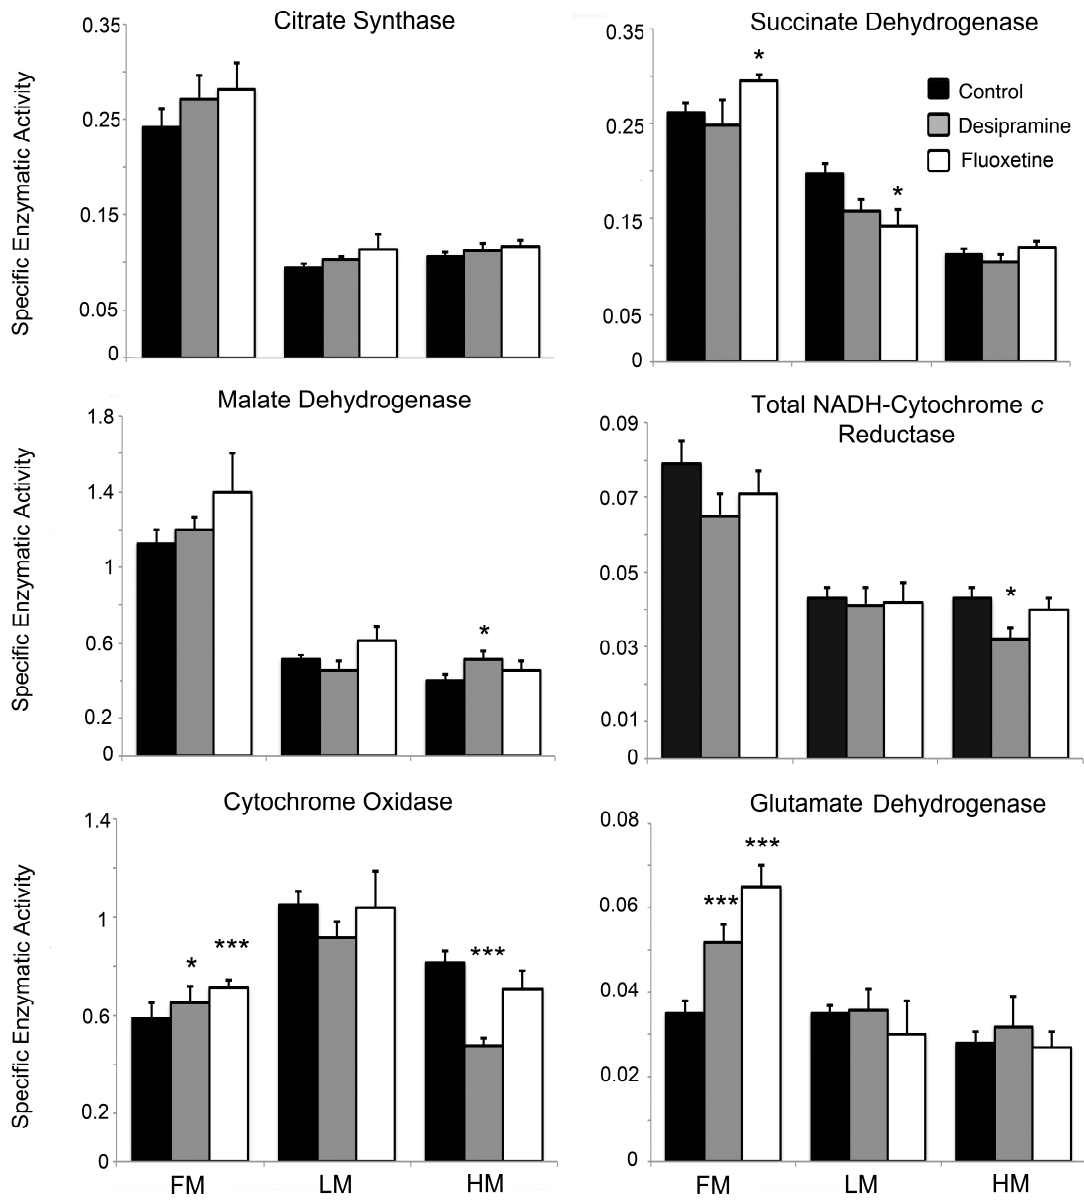 Citrate Synthase
Specific Enzymatic Activity
0.35
0.25
0.15
0.05
0
Succinate Dehydrogenase
0.35
0.25
0.15
0.05
0
*
*
Control
Desipramine
Fluoxetine
Malate Dehydrogenase
Specific Enzymatic Activity
1.8
1.4
1
0.6
0.2
0
*
Total NADH-Cytochrome c
Reductase
0.09
0.07
0.05
0.03
0.01
0
*
Cytochrome Oxidase
Specific Enzymatic Activity
1.4
1
0.6
0.2
0
*
***
***
FM LM HM
Glutamate Dehydrogenase
0.08
0.06
0.04
0.02
0
***
***
FM LM HM